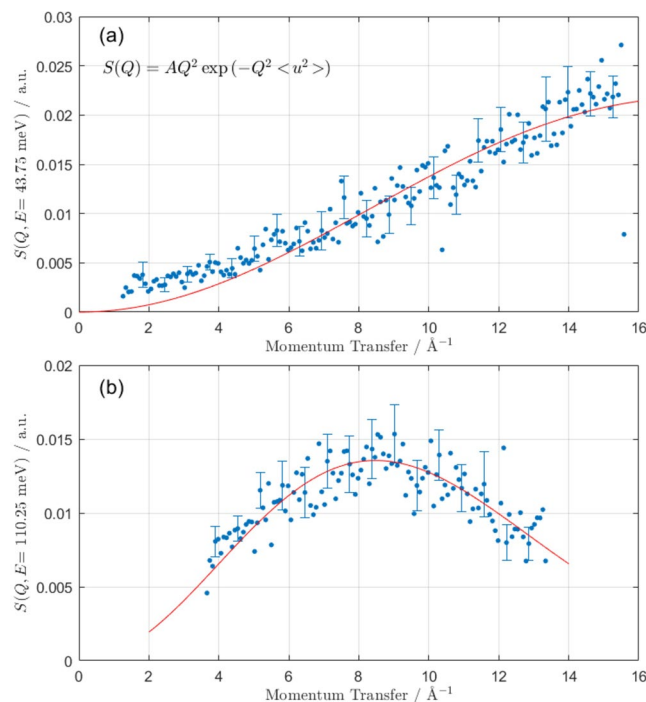 0.03
(a)
S(Q) = AQ² exp (−Q² <u²>)
0.025
0.02
0.015
0.01
0.005
0
S(Q, E= 43.75 meV) / a.u.
0 2 4 6 8 10 12 14 16
Momentum Transfer / Å⁻¹
0.02
(b)
0.015
0.01
0.005
0
S(Q, E= 110.25 meV) / a.u.
0 2 4 6 8 10 12 14 16
Momentum Transfer / Å⁻¹